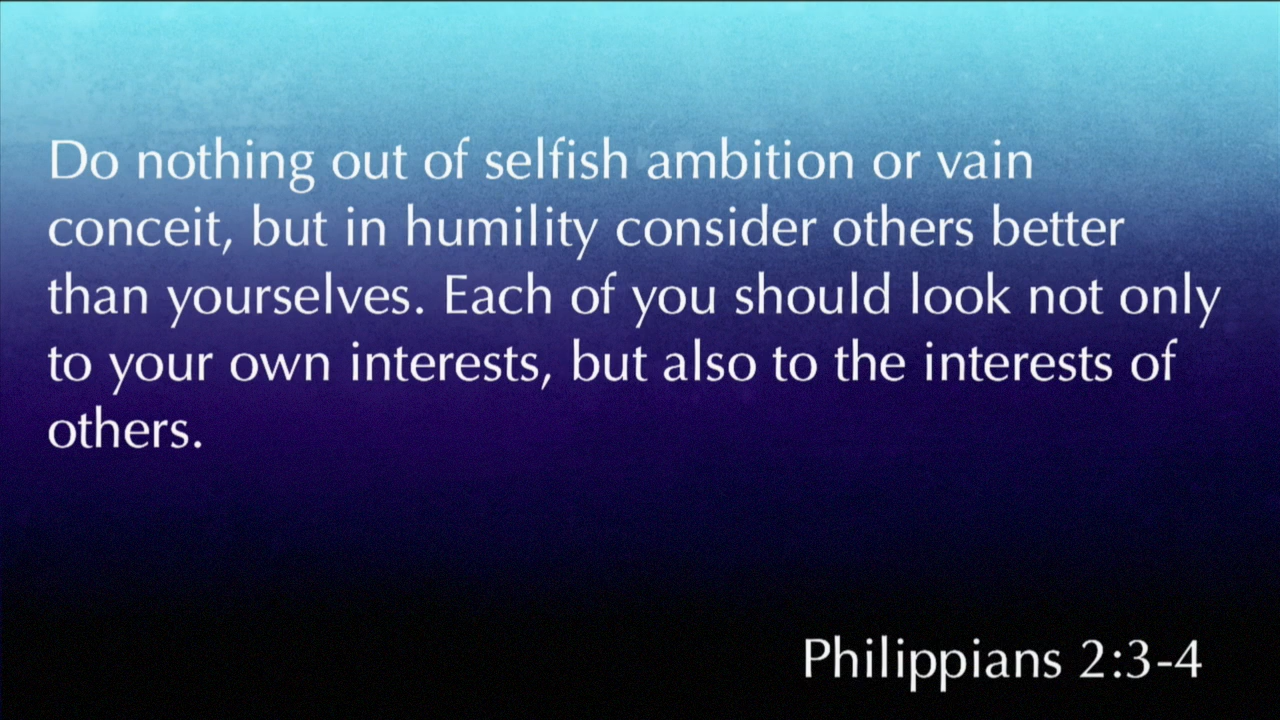 Do nothing out of selfish ambition or vain
conceit, but in humility consider others better
than yourselves. Each of you should look not only
to your own interests, but also to the interests of
others.
Philippians 2:3-4